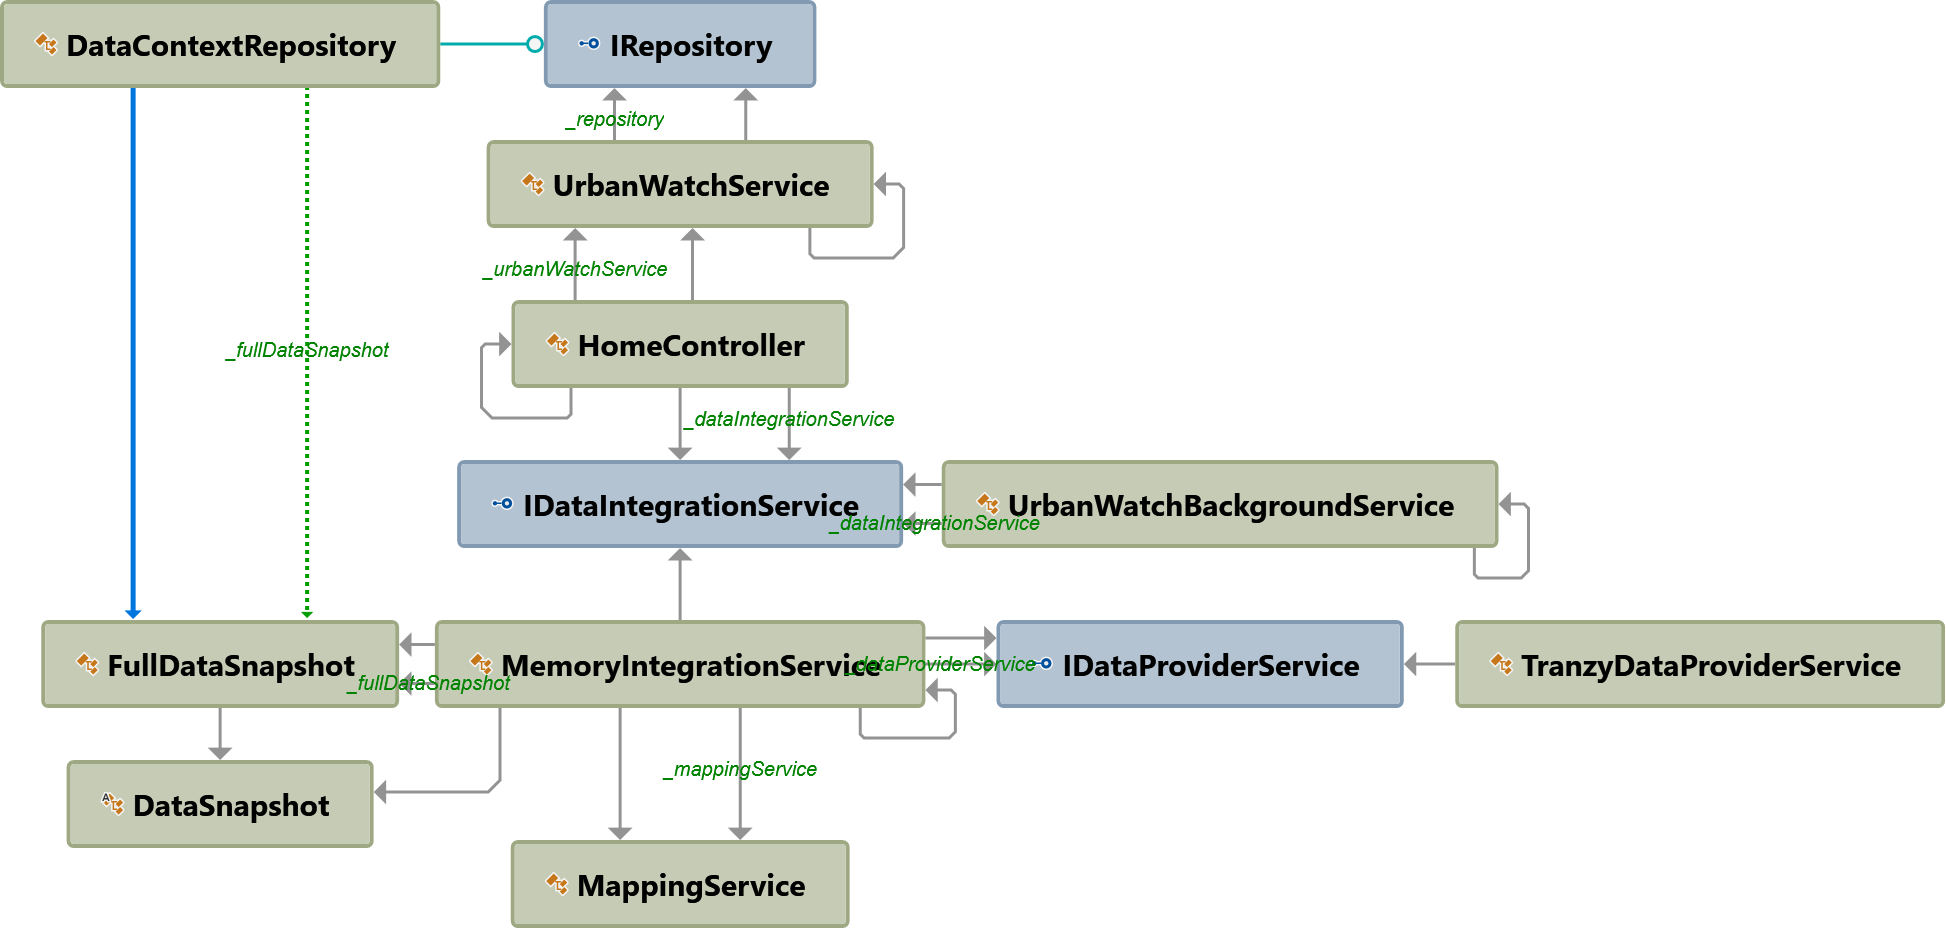 DataContextRepository
IRepository
_repository
UrbanWatchService
_urbanWatchService
HomeController
_fullDataSnapshot
_dataIntegrationService
IDataIntegrationService
UrbanWatchBackgroundService
_dataIntegrationService
FullDataSnapshot
MemoryIntegrationService
_dataProviderService
IDataProviderService
TranzyDataProviderService
_fullDataSnapshot
_mappingService
A
DataSnapshot
MappingService